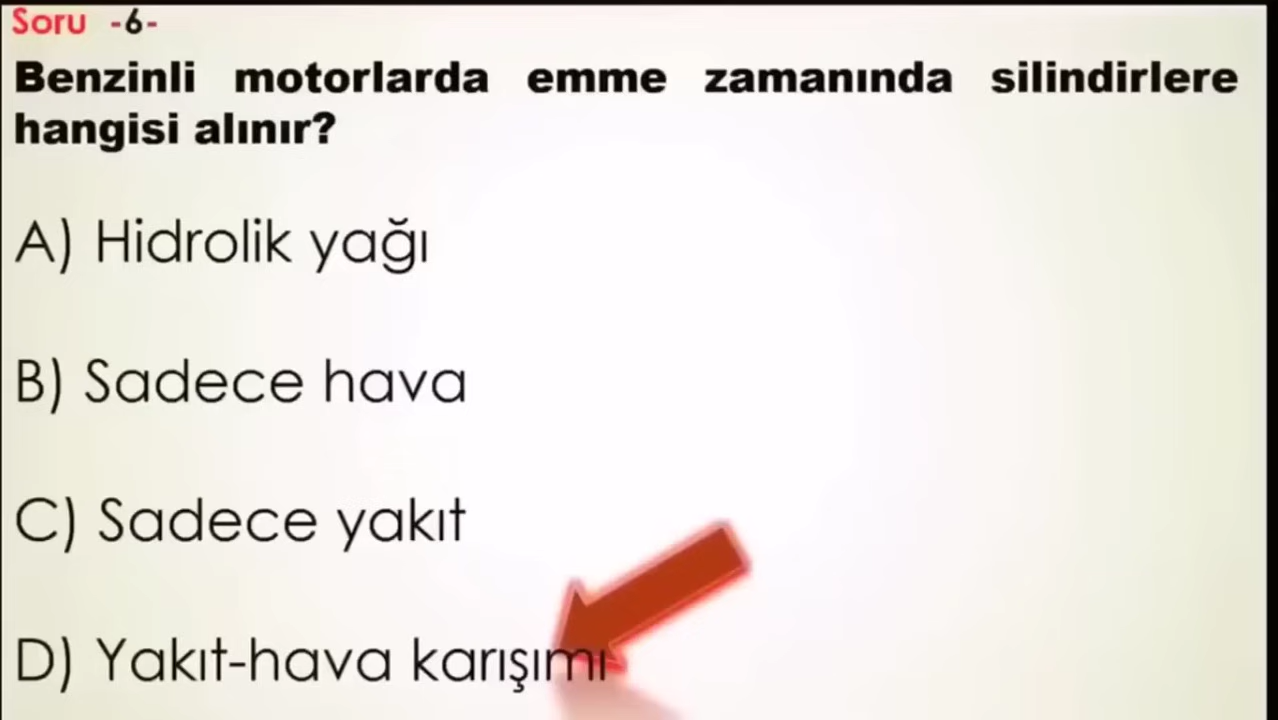 Soru -6-
Benzinli motorlarda emme zamanında silindirlere
hangisi alınır?
A) Hidrolik yağı
B) Sadece hava
C) Sadece yakıt
D) Yakıt-hava karışımı